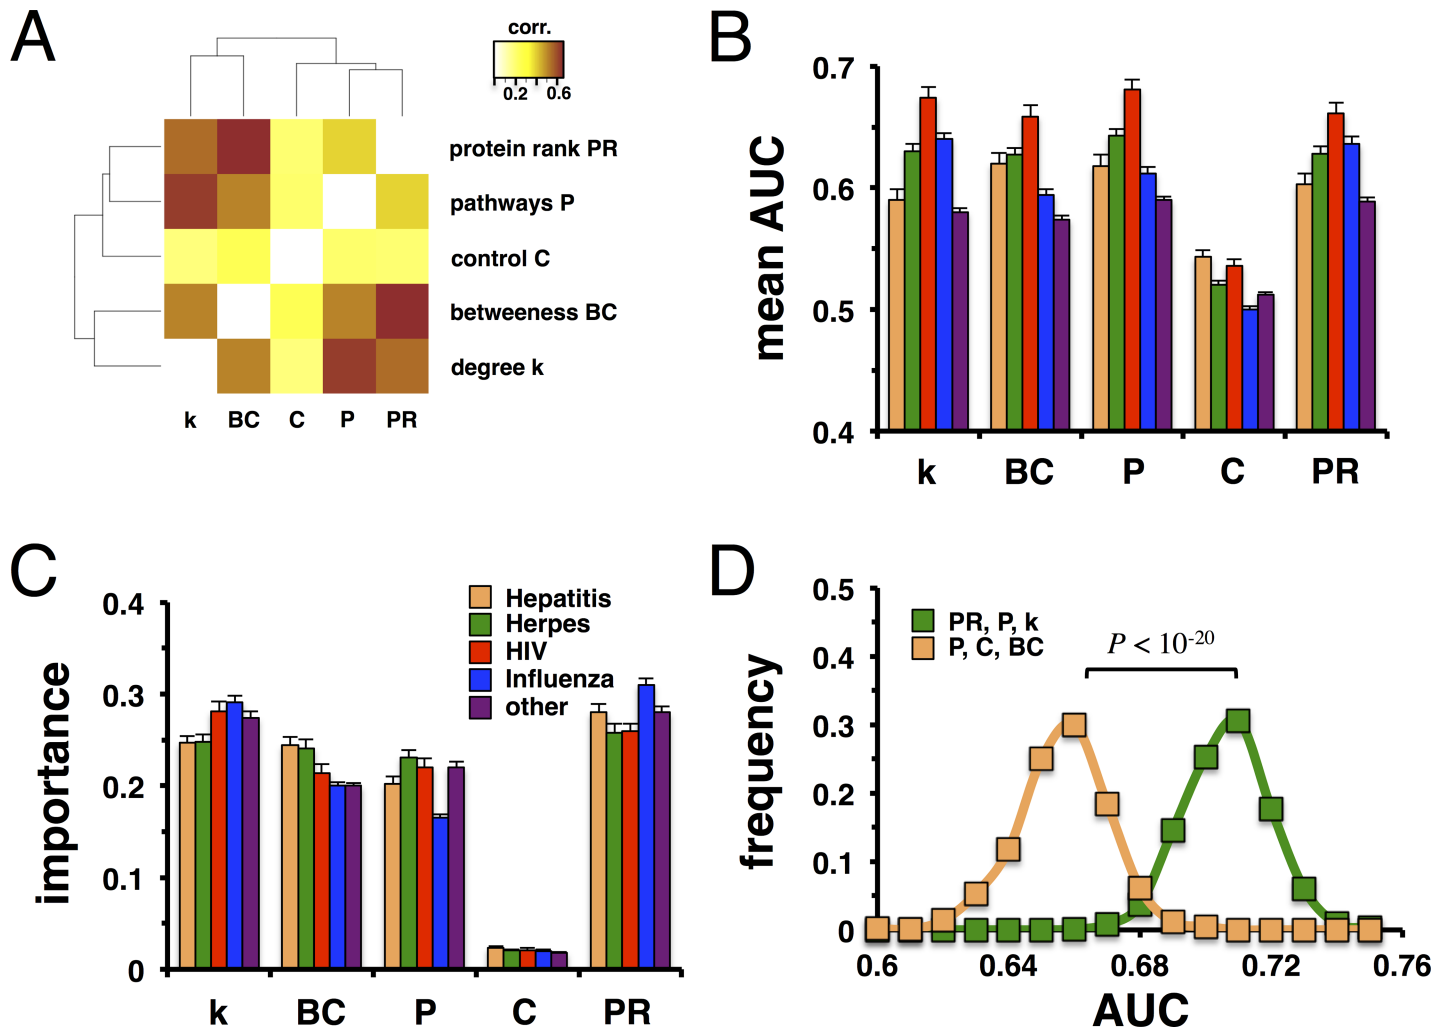 A
corr.
0.2 0.6
protein rank PR
pathways P
control C
betweeness BC
degree k
k BC C P PR
B
mean AUC
0.7
0.6
0.5
0.4
k BC P C PR
C
importance
0.4
0.3
0.2
0.1
0
Hepatitis
Herpes
HIV
Influenza
other
k BC P C PR
D
frequency
0.5
0.4
0.3
0.2
0.1
0
PR, P, k
P, C, BC
P < 10-20
0.6 0.64 0.68 0.72 0.76
AUC